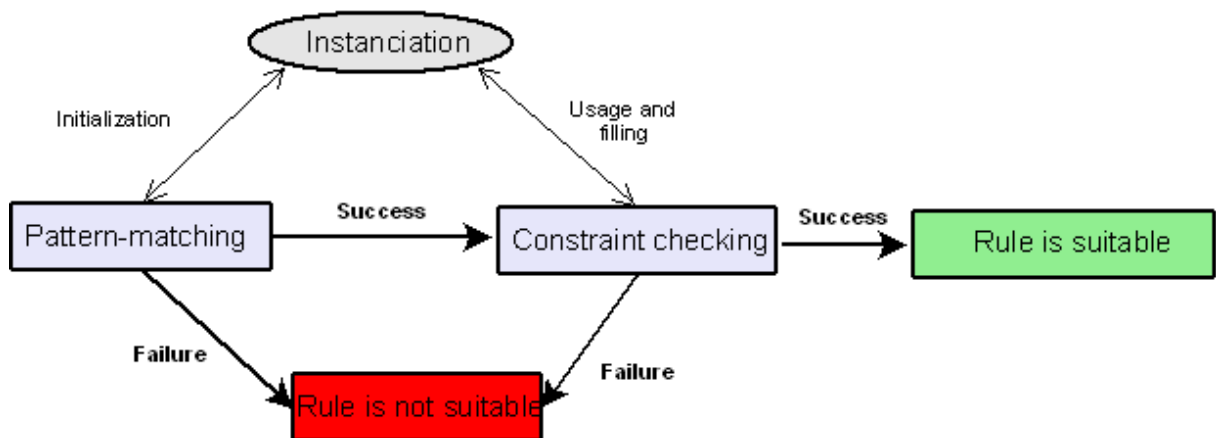 Instanciation
Initialization
Usage and
filling
Success
Success
Pattern-matching
Constraint checking
Rule is suitable
Failure
Failure
Rule is not suitable